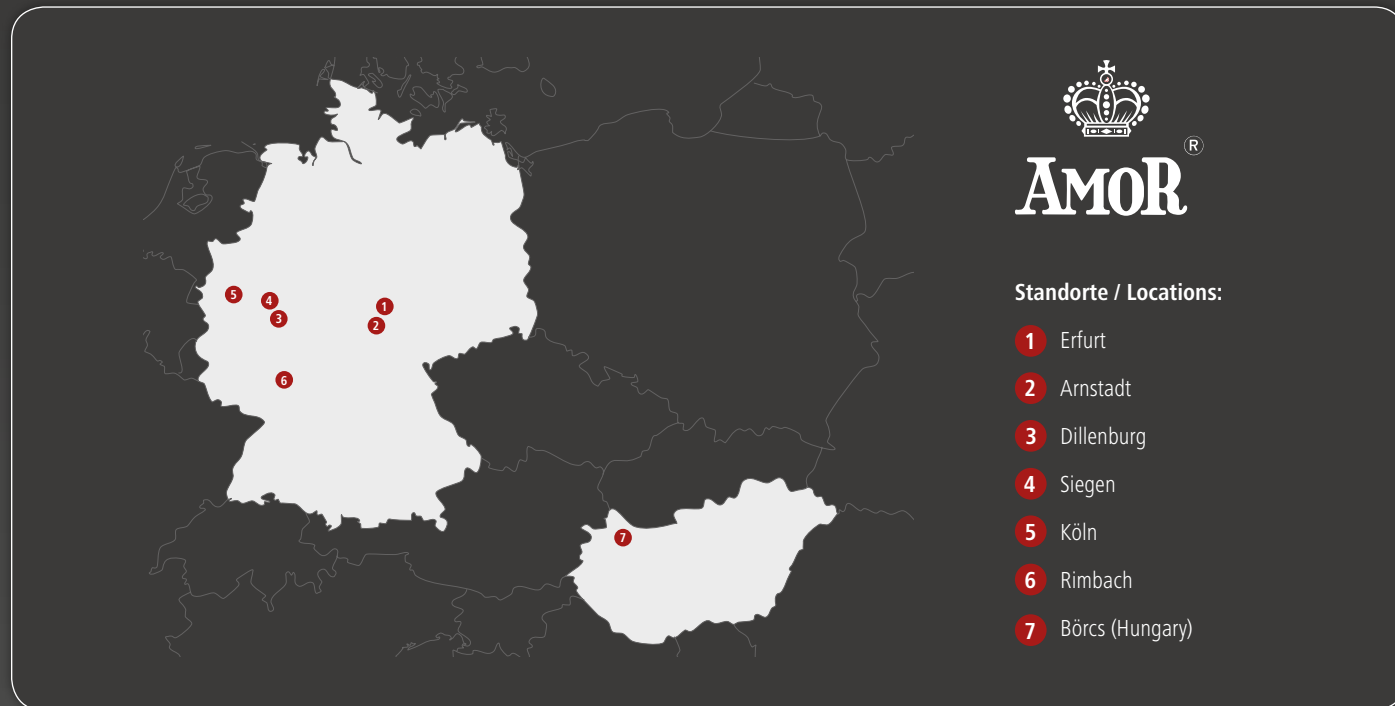 AMOR
®
Standorte / Locations:
1 Erfurt
2 Arnstadt
3 Dillenburg
4 Siegen
5 Köln
6 Rimbach
7 Börcs (Hungary)
5
4
3
1
2
6
7